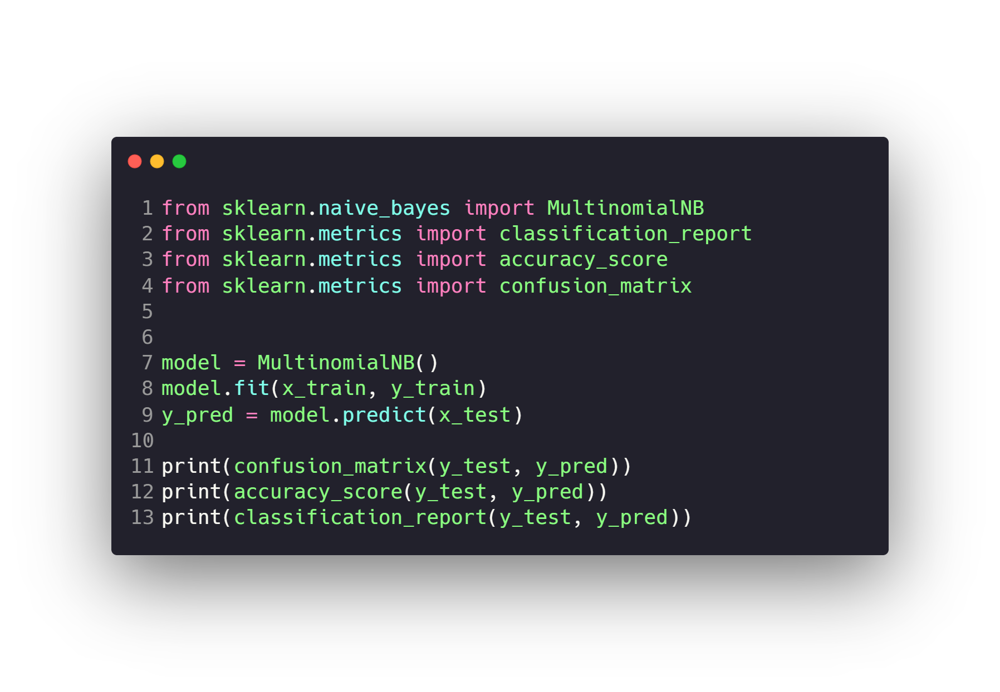 1 from sklearn.naive_bayes import MultinomialNB
2 from sklearn.metrics import classification_report
3 from sklearn.metrics import accuracy_score
4 from sklearn.metrics import confusion_matrix
5
6
7 model = MultinomialNB()
8 model.fit(x_train, y_train)
9 y_pred = model.predict(x_test)
10
11 print(confusion_matrix(y_test, y_pred))
12 print(accuracy_score(y_test, y_pred))
13 print(classification_report(y_test, y_pred))